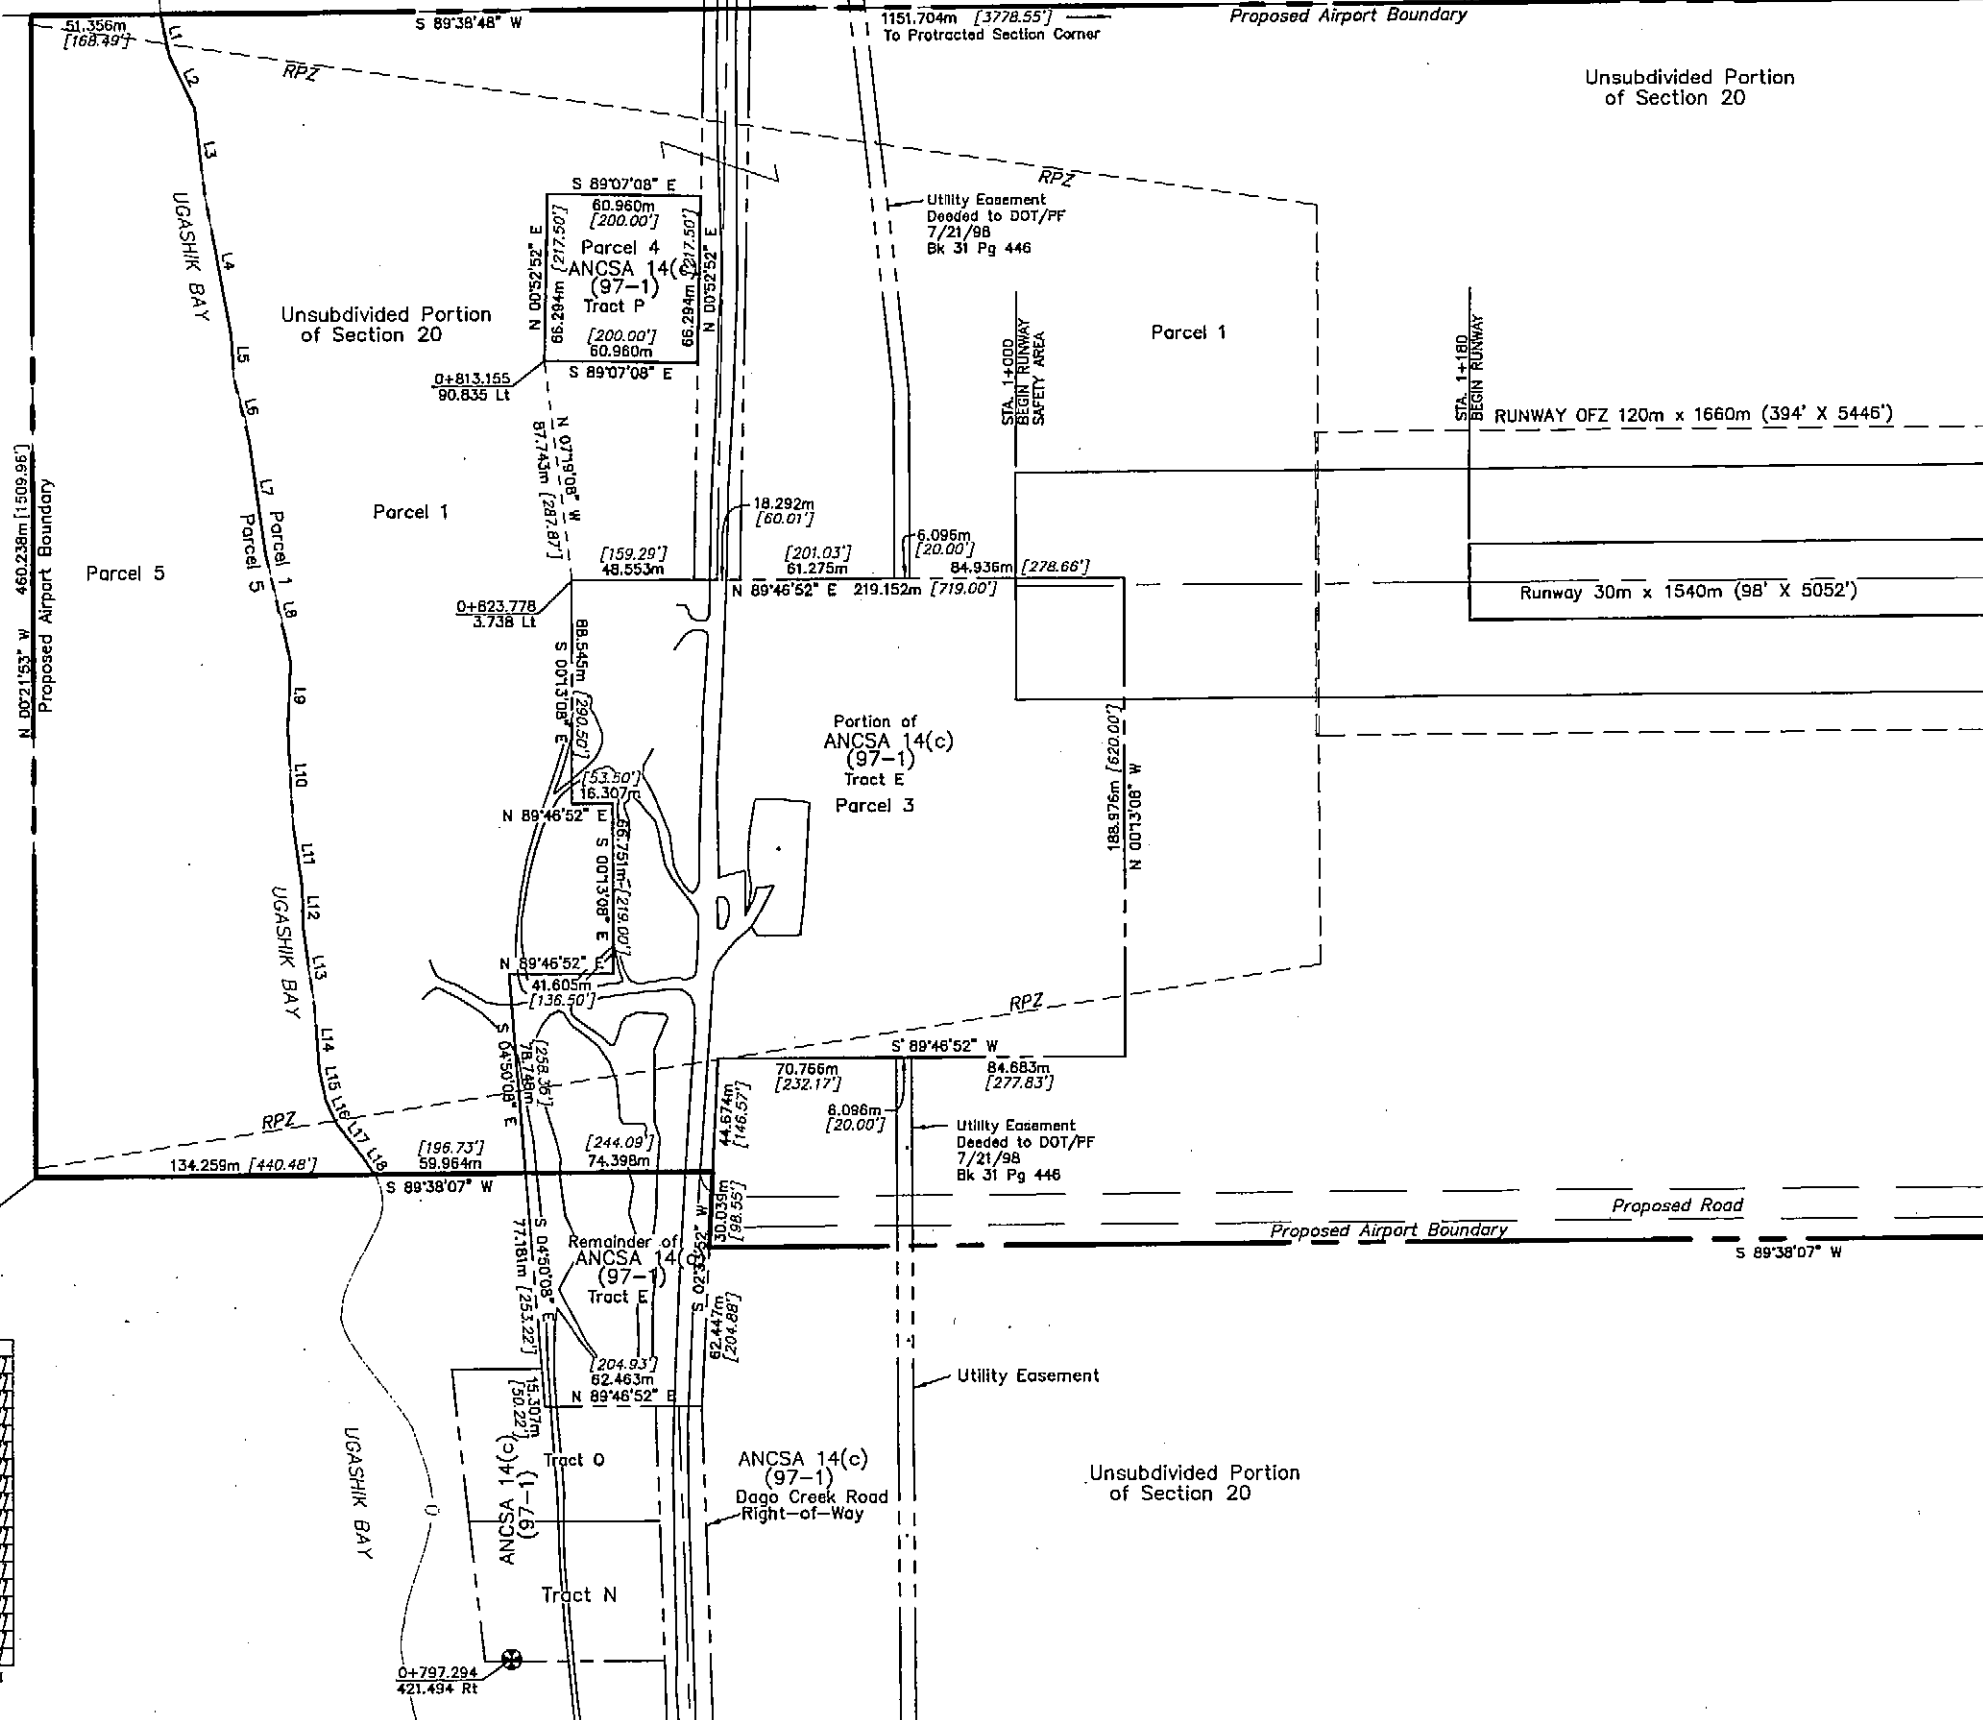 S 89°38'48" W
1151.704m [3778.55']
To Protracted Section Corner
Proposed Airport Boundary
51.356m
[168.49']
L1
L2
L3
L4
L5
L6
L7
L8
L9
L10
L11
L12
L13
L14
L15
L16
L17
L18
RPZ
RPZ
Unsubdivided Portion
of Section 20
UGASHIK BAY
S 89°07'08" E
60.960m
[200.00']
Parcel 4
ANCSA 14(c)
(97-1)
Tract P
[200.00']
60.960m
S 89°07'08" E
N 00°52'52" E
66.294m [217.50']
66.294m [217.50']
N 00°52'52" E
Utility Easement
Deeded to DOT/PF
7/21/98
Bk 31 Pg 446
Unsubdivided Portion
of Section 20
0+813.155
90.835 Lt
N 07°19'08" W
87.743m [287.87']
Parcel 1
STA. 1+000
BEGIN RUNWAY
SAFETY AREA
STA. 1+180
BEGIN RUNWAY
RUNWAY OFZ 120m x 1660m (394' X 5446')
Parcel 1
N 00°21'53" W 460.238m [1509.96']
Proposed Airport Boundary
Parcel 5
Parcel 1
Parcel 5
18.292m
[60.01']
[159.29']
48.553m
[201.03']
61.275m
6.096m
[20.00']
84.936m [278.66']
N 89°46'52" E 219.152m [719.00']
Runway 30m x 1540m (98' X 5052')
0+823.778
3.738 Lt
88.545m [290.50']
S 00°13'08" E
Portion of
ANCSA 14(c)
(97-1)
Tract E
Parcel 3
188.976m [620.00']
N 00°13'08" W
[53.50']
16.307m
N 89°46'52" E
66.751m [219.00']
S 00°13'08" E
UGASHIK BAY
N 89°46'52" E
41.605m
[136.50']
RPZ
S 04°50'08" E
78.748m
[258.36']
S 89°46'52" W
70.766m
[232.17']
84.683m
[277.83']
6.096m
[20.00']
44.674m
[146.57']
Utility Easement
Deeded to DOT/PF
7/21/98
Bk 31 Pg 446
RPZ
134.259m [440.48']
[196.73']
59.964m
[244.09']
74.398m
S 89°38'07" W
30.039m
[98.55']
Proposed Road
Proposed Airport Boundary
S 89°38'07" W
S 04°50'08" E
77.181m [253.22']
Remainder of
ANCSA 14(c)
(97-1)
Tract E
62.447m
[204.88']
[204.93']
62.463m
N 89°46'52" E
15.307m
[50.22']
Utility Easement
UGASHIK BAY
ANCSA 14(c)
(97-1)
Tract O
Tract N
ANCSA 14(c)
(97-1)
Dago Creek Road
Right-of-Way
Unsubdivided Portion
of Section 20
0+797.294
421.494 Rt